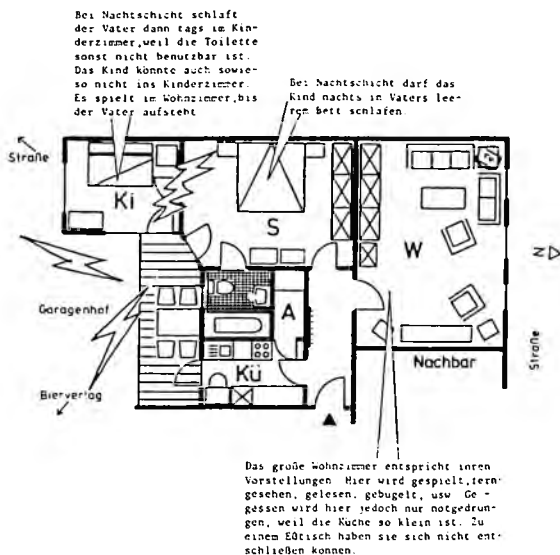 Bei Nachtschicht schläft
der Vater dann tags im Kin-
derzimmer, weil die Toilette
sonst nicht benutzbar ist.
Das Kind könnte auch sowie-
so nicht ins Kinderzimmer.
Es spielt im Wohnzimmer, bis
der Vater aufsteht
Bei Nachtschicht darf das
Kind nachts in Vaters lee-
rem Bett schlafen
Straße
Ki
S
W
N
Garagenhof
A
Straße
Kü
Nachbar
Bierverlag
Das große Wohnzimmer entspricht ihren
Vorstellungen Hier wird gespielt, fern-
gesehen, gelesen, gebügelt, usw Ge-
gessen wird hier jedoch nur notgedrun-
gen, weil die Küche so klein ist. Zu
einem Eßtisch haben sie sich nicht ent-
schließen können.